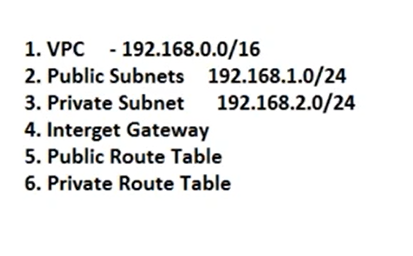 1. VPC - 192.168.0.0/16
2. Public Subnets 192.168.1.0/24
3. Private Subnet 192.168.2.0/24
4. Interget Gateway
5. Public Route Table
6. Private Route Table